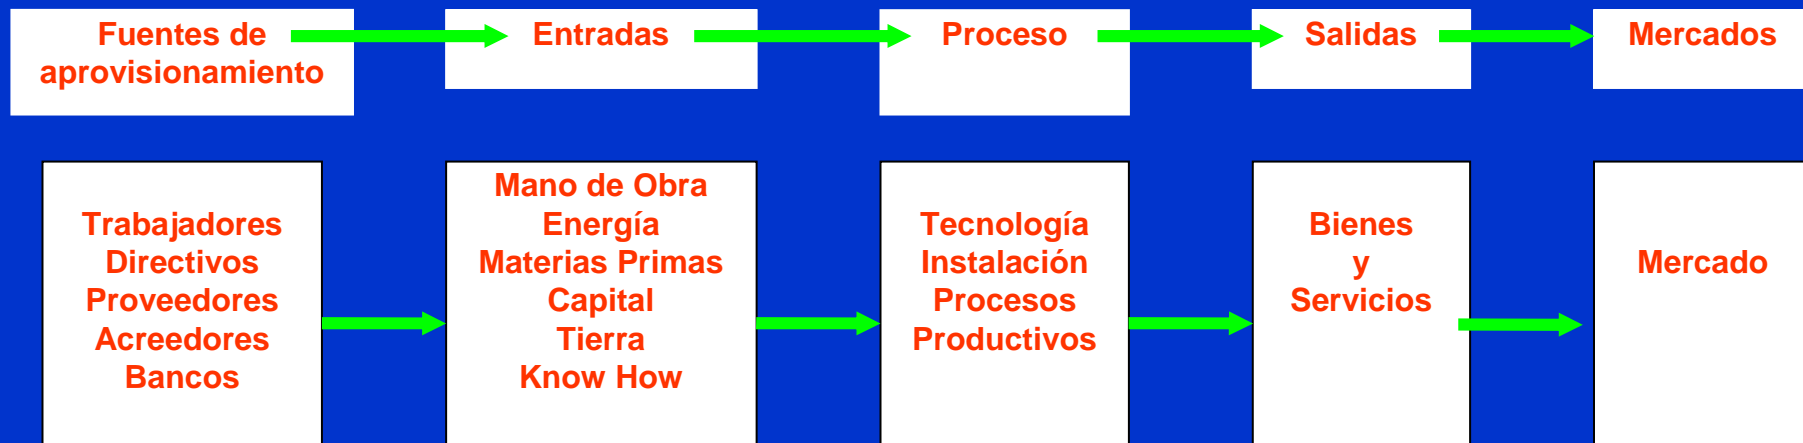 Fuentes de
aprovisionamiento
Entradas
Proceso
Salidas
Mercados
Trabajadores
Directivos
Proveedores
Acreedores
Bancos
Mano de Obra
Energía
Materias Primas
Capital
Tierra
Know How
Tecnología
Instalación
Procesos
Productivos
Bienes
y
Servicios
Mercado